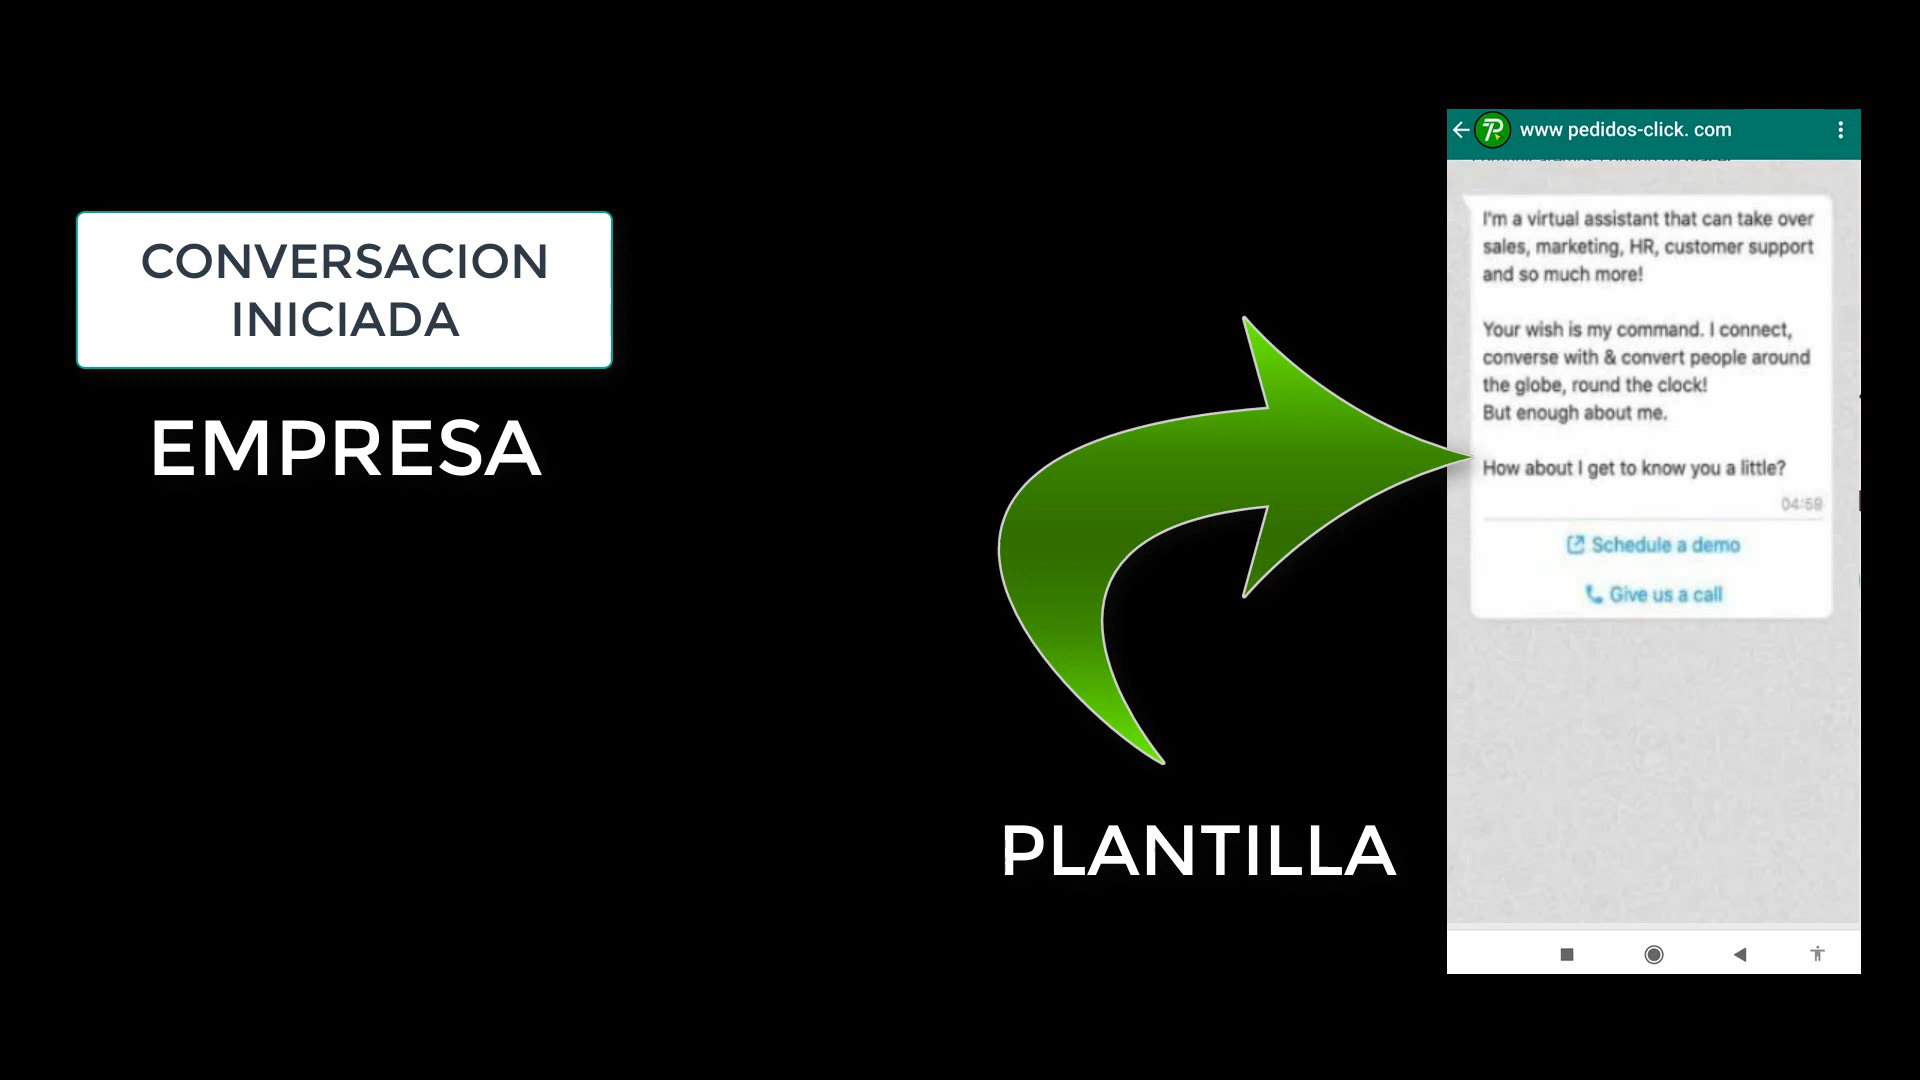 CONVERSACION
INICIADA
EMPRESA
PLANTILLA
www pedidos-click. com
I'm a virtual assistant that can take over
sales, marketing, HR, customer support
and so much more!
Your wish is my command. I connect,
converse with & convert people around
the globe, round the clock!
But enough about me.
How about I get to know you a little?
04:59
Schedule a demo
Give us a call